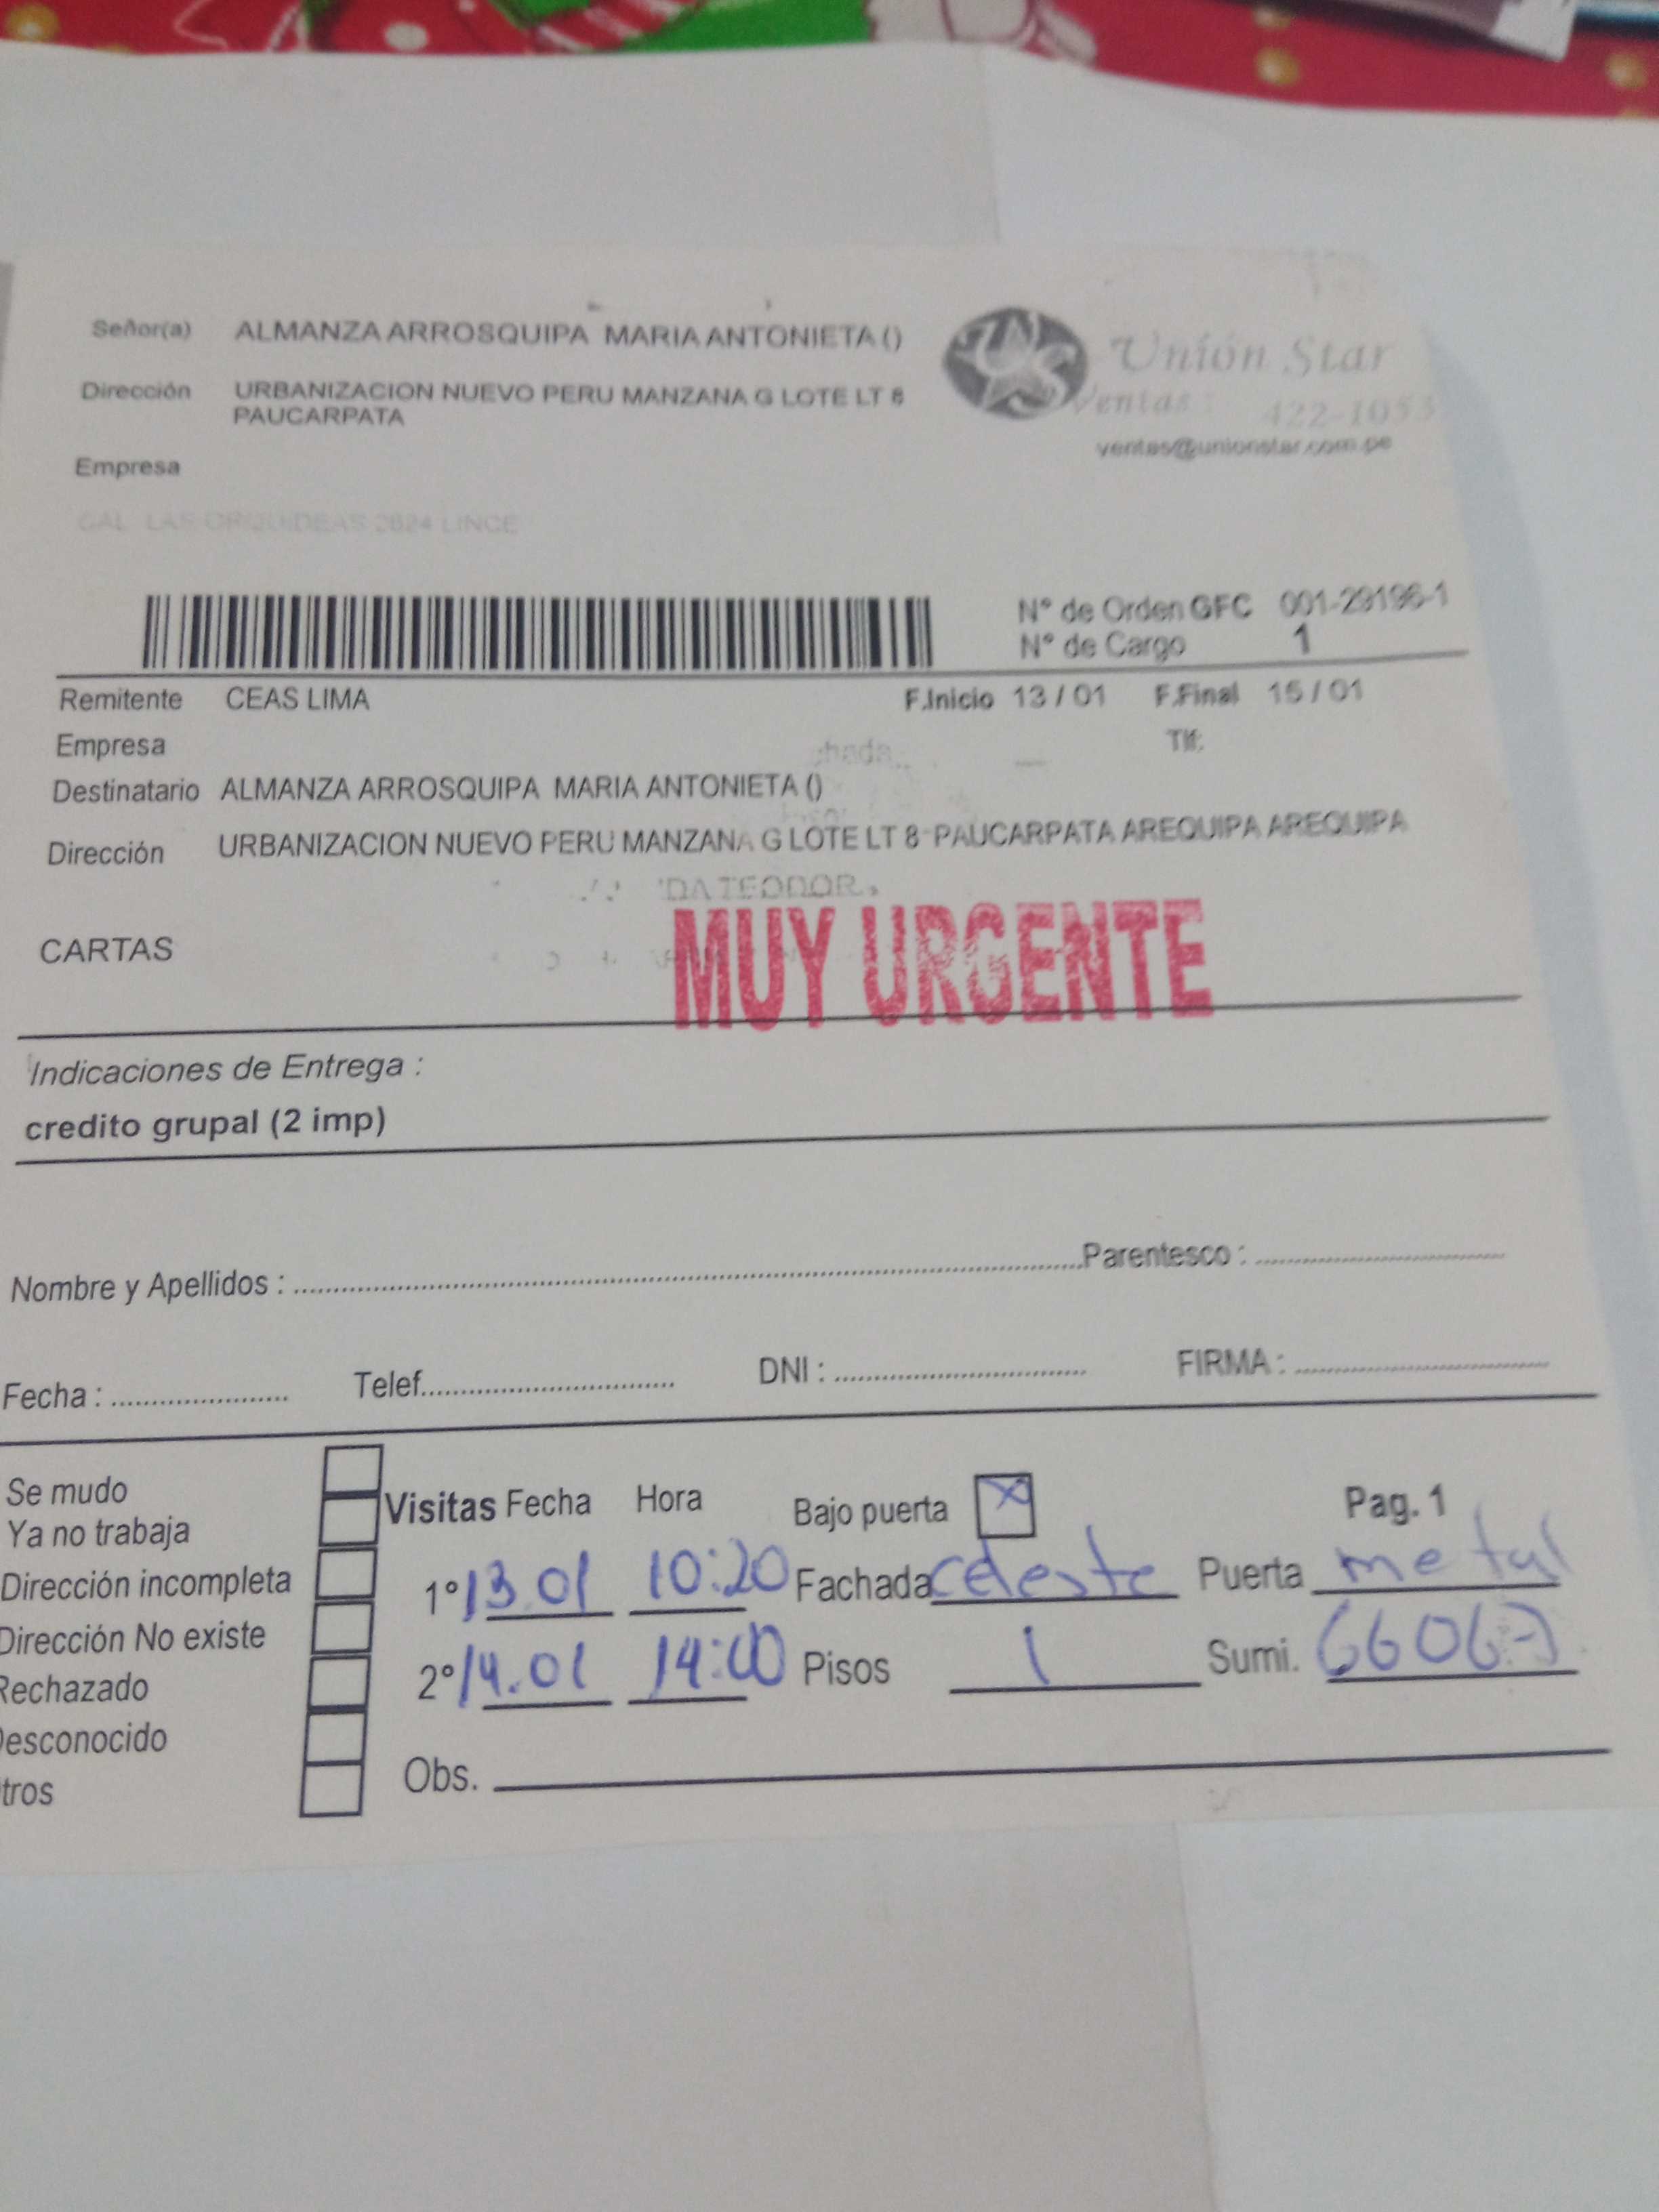 Señor(a) ALMANZA ARROSQUIPA MARIA ANTONIETA ()
Dirección URBANIZACION NUEVO PERU MANZANA G LOTE LT 8
PAUCARPATA
Empresa
Unión Star
Ventas: 422-1053
ventas@unionstar.com.pe
CAL LAS ORQUIDEAS 2624 LINCE
N° de Orden GFC 001-29196-1
N° de Cargo 1
Remitente CEAS LIMA F.Inicio 13 / 01 F.Final 15 / 01
Empresa Tlf:
Destinatario ALMANZA ARROSQUIPA MARIA ANTONIETA ()
Dirección URBANIZACION NUEVO PERU MANZANA G LOTE LT 8 PAUCARPATA AREQUIPA AREQUIPA
CARTAS MUY URGENTE
Indicaciones de Entrega :
credito grupal (2 imp)
Nombre y Apellidos : Parentesco :
Fecha : Telef. DNI : FIRMA :
Se mudo
Ya no trabaja
Dirección incompleta
Dirección No existe
Rechazado
Desconocido
tros
Visitas Fecha Hora Bajo puerta X Pag. 1
1° 13.01 10:20 Fachada celeste Puerta metal
2° 14.01 14:00 Pisos 1 Sumi.
Obs.